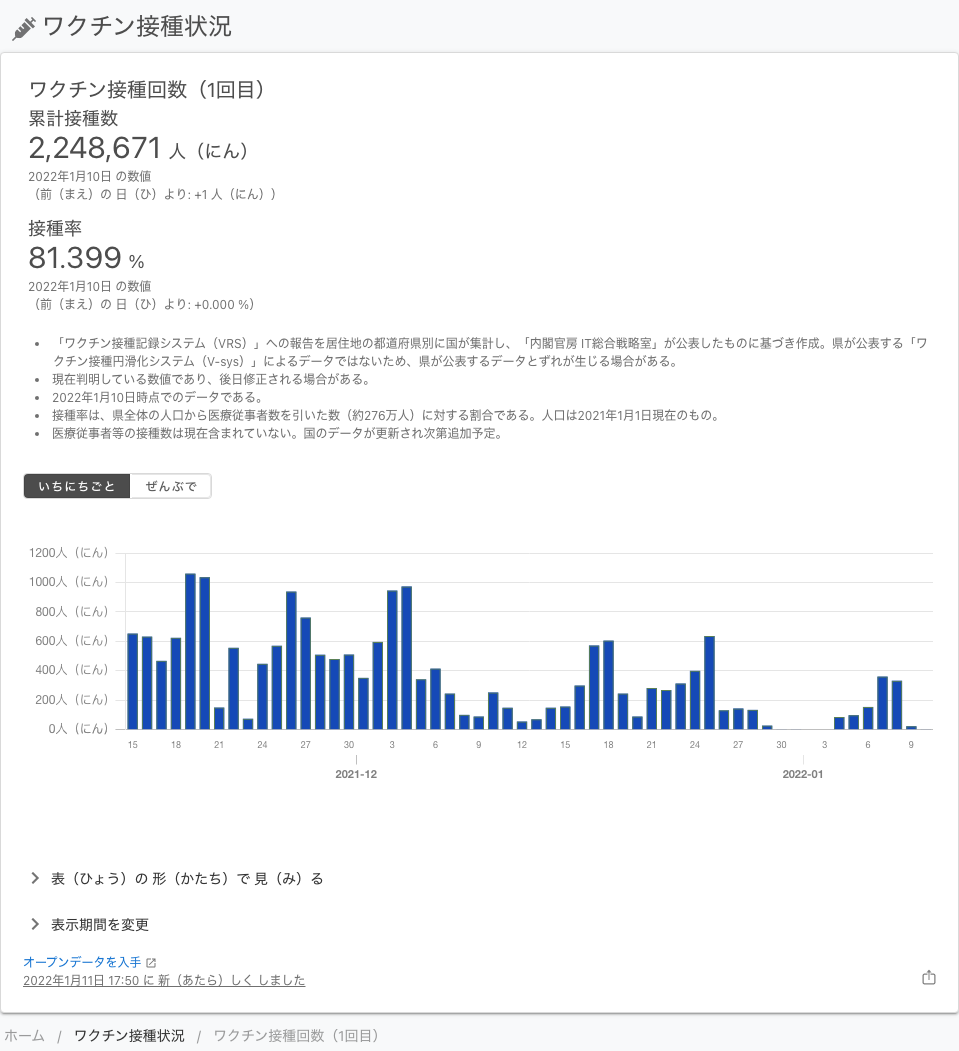 ワクチン接種状況
ワクチン接種回数（1回目）
累計接種数
2,248,671 人（にん）
2022年1月10日 の数値
（前（まえ）の 日（ひ）より: +1 人（にん））
接種率
81.399 %
2022年1月10日 の数値
（前（まえ）の 日（ひ）より: +0.000 %）
• 「ワクチン接種記録システム（VRS）」への報告を居住地の都道府県別に国が集計し、「内閣官房 IT総合戦略室」が公表したものに基づき作成。県が公表する「ワ
クチン接種円滑化システム（V-sys）」によるデータではないため、県が公表するデータとずれが生じる場合がある。
• 現在判明している数値であり、後日修正される場合がある。
• 2022年1月10日時点でのデータである。
• 接種率は、県全体の人口から医療従事者数を引いた数（約276万人）に対する割合である。人口は2021年1月1日現在のもの。
• 医療従事者等の接種数は現在含まれていない。国のデータが更新され次第追加予定。
いちにちごと ぜんぶで
1200人（にん）
1000人（にん）
800人（にん）
600人（にん）
400人（にん）
200人（にん）
0人（にん）
15 18 21 24 27 30 3 6 9 12 15 18 21 24 27 30 3 6 9
2021-12 2022-01
表（ひょう）の 形（かたち）で 見（み）る
表示期間を変更
オープンデータを入手
2022年1月11日 17:50 に 新（あたら）しく しました
ホーム / ワクチン接種状況 / ワクチン接種回数（1回目）